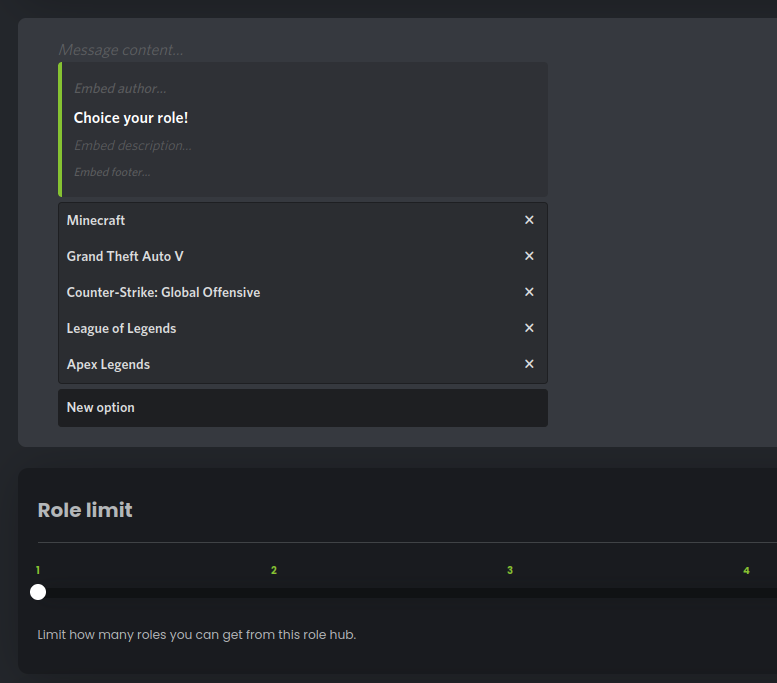 Message content...
Embed author...
Choice your role!
Embed description...
Embed footer...
Minecraft
Grand Theft Auto V
Counter-Strike: Global Offensive
League of Legends
Apex Legends
New option
Role limit
1 2 3 4
Limit how many roles you can get from this role hub.